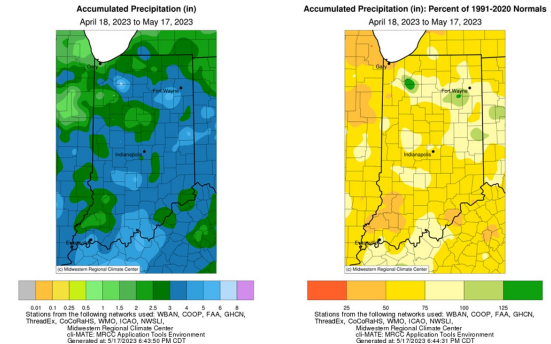 Accumulated Precipitation (in)
April 18, 2023 to May 17, 2023
Gary
Fort Wayne
Indianapolis
(c) Midwestern Regional Climate Center
0.01 0.1 0.25 0.5 1 1.5 2 2.5 3 4 5 6 8
Stations from the following networks used: WBAN, COOP, FAA, GHCN,
ThreadEx, CoCoRaHS, WMO, ICAO, NWSLI,
Midwestern Regional Climate Center
cli-MATE: MRCC Application Tools Environment
Generated at: 5/17/2023 6:43:50 PM CDT
Accumulated Precipitation (in): Percent of 1991-2020 Normals
April 18, 2023 to May 17, 2023
Gary
Fort Wayne
Indianapolis
(c) Midwestern Regional Climate Center
25 50 75 100 125
Stations from the following networks used: WBAN, COOP, FAA, GHCN,
ThreadEx, CoCoRaHS, WMO, ICAO, NWSLI,
Midwestern Regional Climate Center
cli-MATE: MRCC Application Tools Environment
Generated at: 5/17/2023 6:44:31 PM CDT